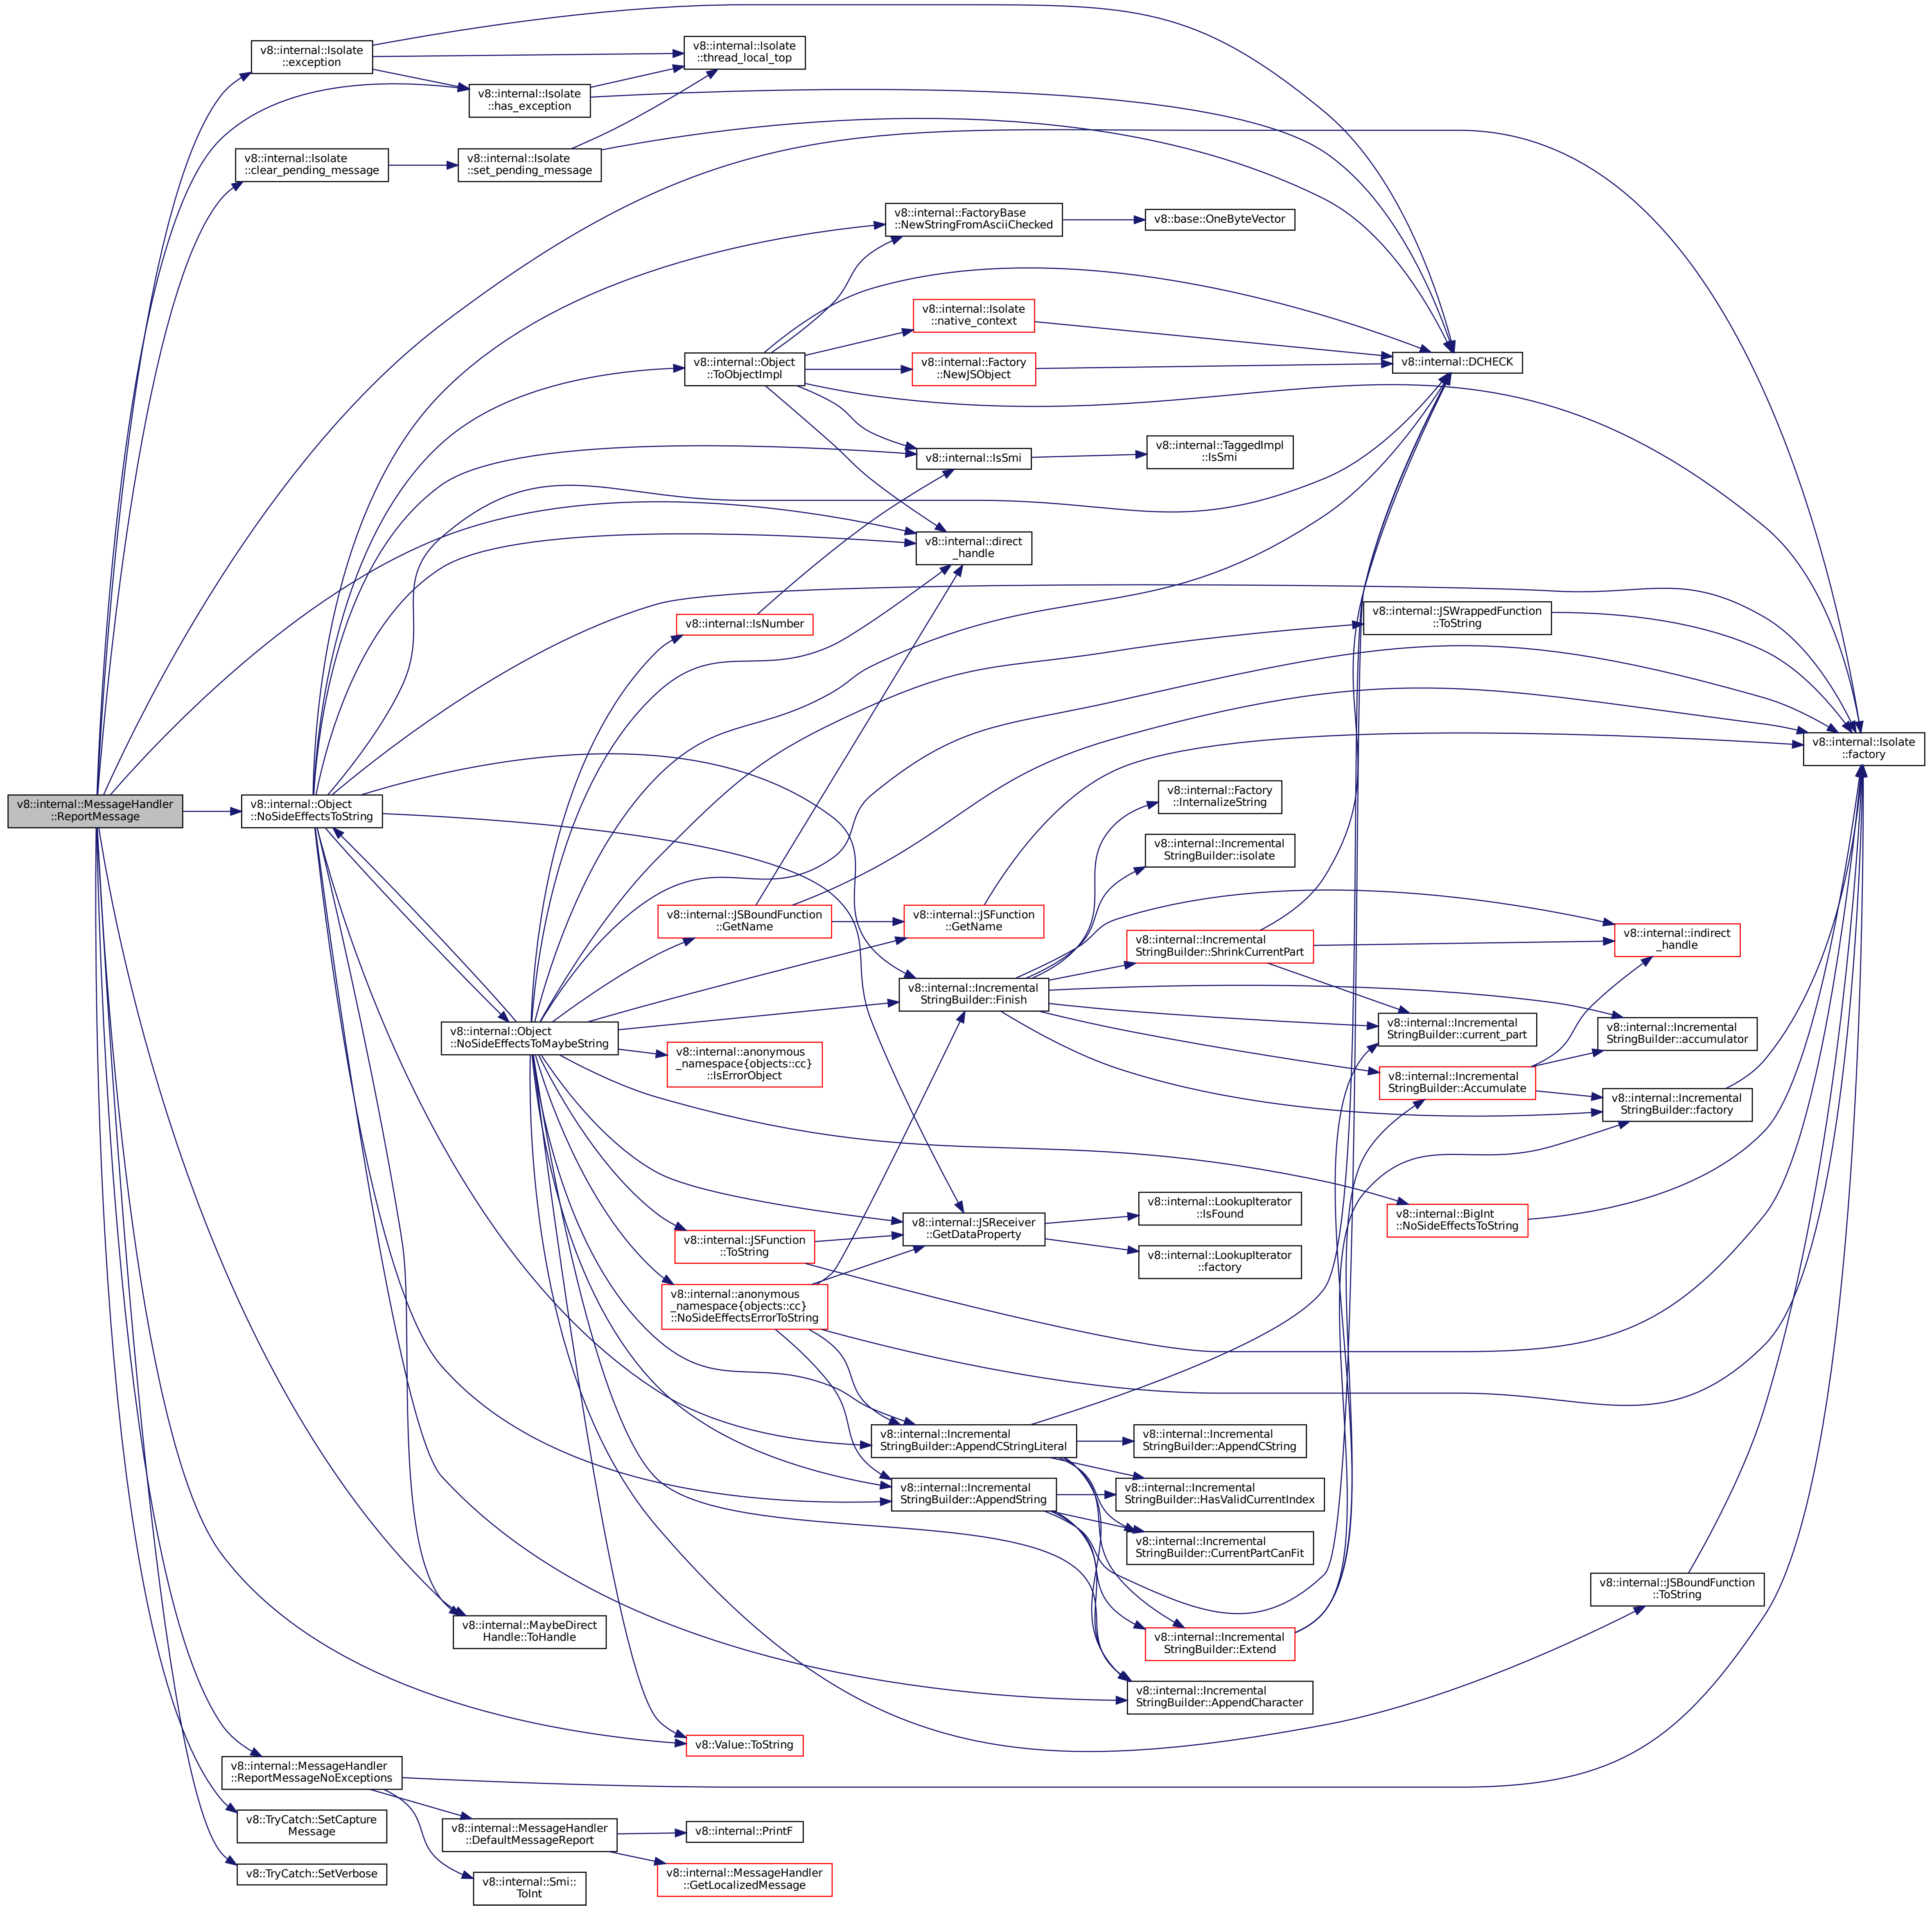 v8::internal::Isolate
::exception
v8::internal::Isolate
::thread_local_top
v8::internal::Isolate
::has_exception
v8::internal::Isolate
::clear_pending_message
v8::internal::Isolate
::set_pending_message
v8::internal::FactoryBase
::NewStringFromAsciiChecked
v8::base::OneByteVector
v8::internal::Isolate
::native_context
v8::internal::Object
::ToObjectImpl
v8::internal::Factory
::NewJSObject
v8::internal::DCHECK
v8::internal::IsSmi
v8::internal::TaggedImpl
::IsSmi
v8::internal::direct
_handle
v8::internal::IsNumber
v8::internal::JSWrappedFunction
::ToString
v8::internal::Isolate
::factory
v8::internal::MessageHandler
::ReportMessage
v8::internal::Object
::NoSideEffectsToString
v8::internal::Factory
::InternalizeString
v8::internal::Incremental
StringBuilder::isolate
v8::internal::JSBoundFunction
::GetName
v8::internal::JSFunction
::GetName
v8::internal::Incremental
StringBuilder::ShrinkCurrentPart
v8::internal::indirect
_handle
v8::internal::Incremental
StringBuilder::Finish
v8::internal::Object
::NoSideEffectsToMaybeString
v8::internal::Incremental
StringBuilder::current_part
v8::internal::Incremental
StringBuilder::accumulator
v8::internal::anonymous
_namespace{objects::cc}
::IsErrorObject
v8::internal::Incremental
StringBuilder::Accumulate
v8::internal::Incremental
StringBuilder::factory
v8::internal::LookupIterator
::IsFound
v8::internal::BigInt
::NoSideEffectsToString
v8::internal::JSReceiver
::GetDataProperty
v8::internal::JSFunction
::ToString
v8::internal::LookupIterator
::factory
v8::internal::anonymous
_namespace{objects::cc}
::NoSideEffectsErrorToString
v8::internal::Incremental
StringBuilder::AppendCStringLiteral
v8::internal::Incremental
StringBuilder::AppendCString
v8::internal::Incremental
StringBuilder::AppendString
v8::internal::Incremental
StringBuilder::HasValidCurrentIndex
v8::internal::Incremental
StringBuilder::CurrentPartCanFit
v8::internal::JSBoundFunction
::ToString
v8::internal::MaybeDirect
Handle::ToHandle
v8::internal::Incremental
StringBuilder::Extend
v8::internal::Incremental
StringBuilder::AppendCharacter
v8::Value::ToString
v8::internal::MessageHandler
::ReportMessageNoExceptions
v8::TryCatch::SetCapture
Message
v8::internal::MessageHandler
::DefaultMessageReport
v8::internal::PrintF
v8::TryCatch::SetVerbose
v8::internal::Smi::
ToInt
v8::internal::MessageHandler
::GetLocalizedMessage